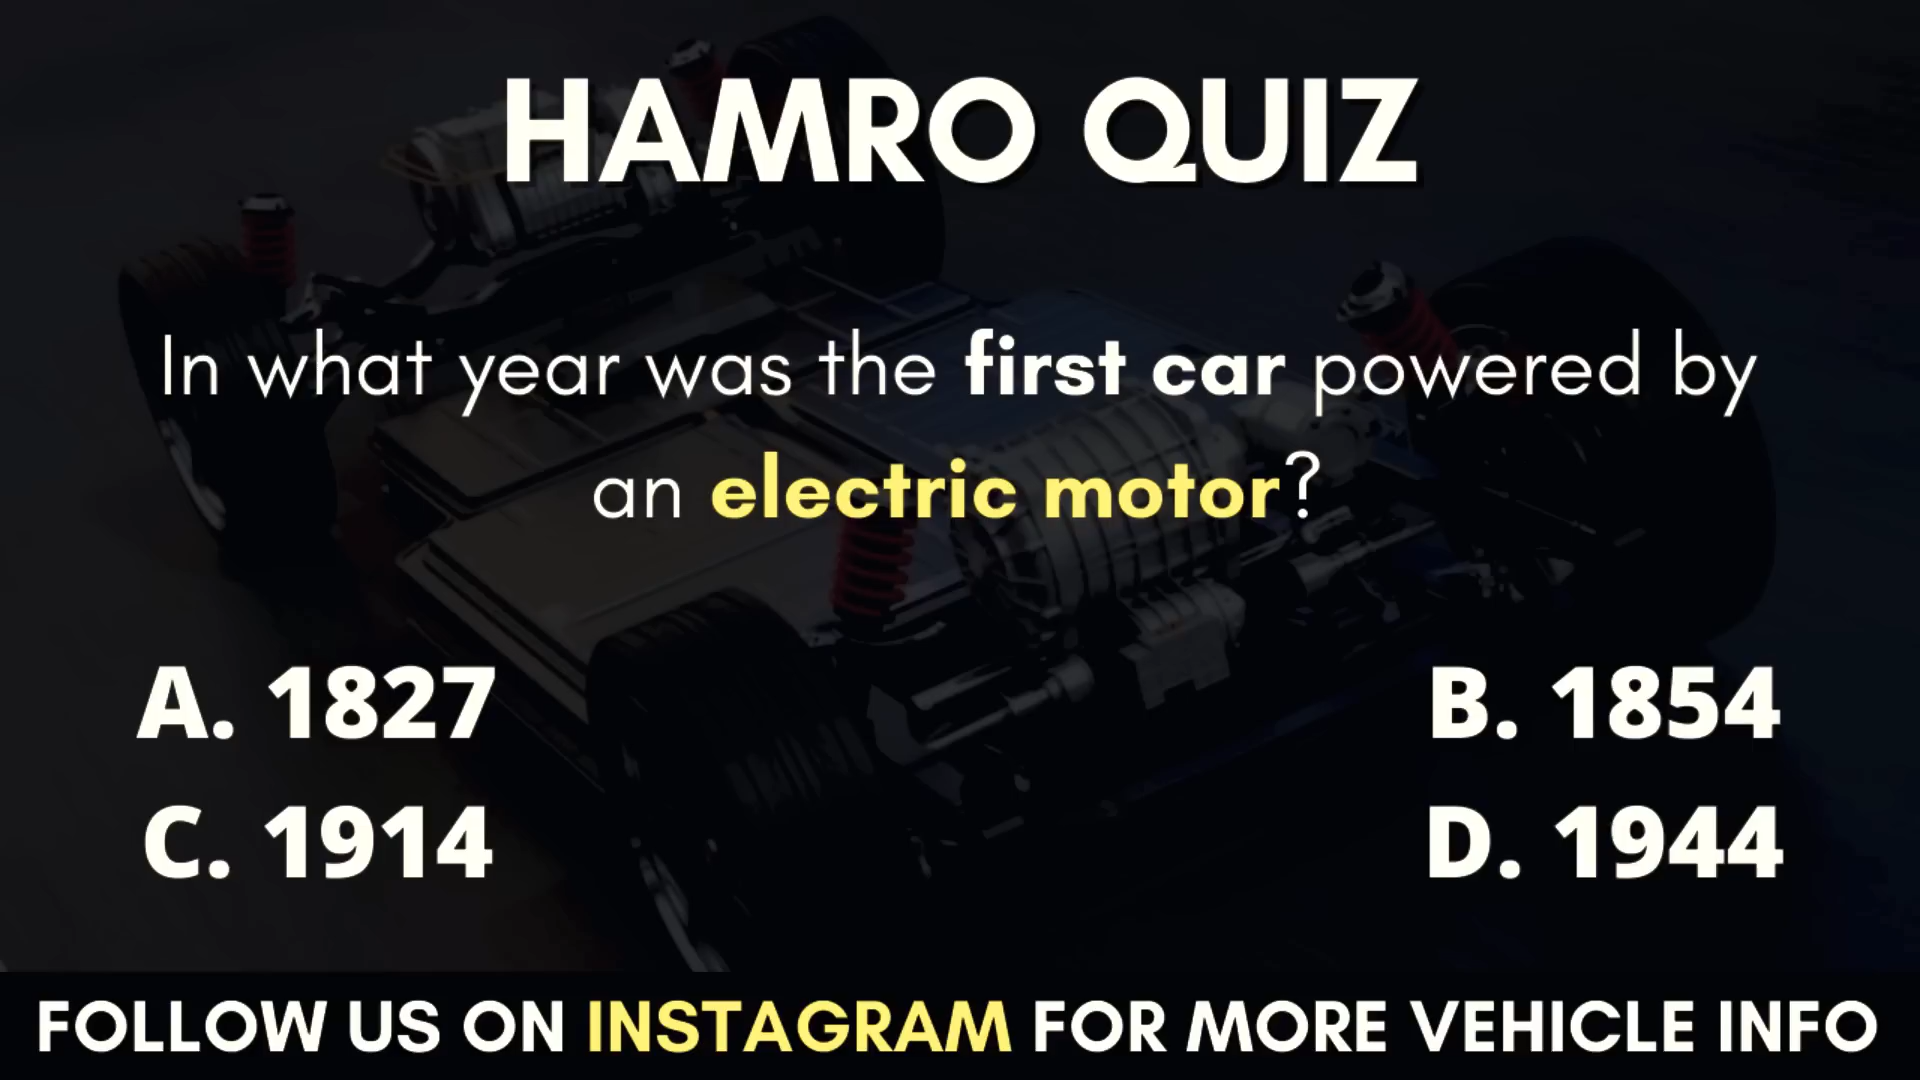 HAMRO QUIZ
In what year was the first car powered by
an electric motor?
A. 1827
B. 1854
C. 1914
D. 1944
FOLLOW US ON INSTAGRAM FOR MORE VEHICLE INFO